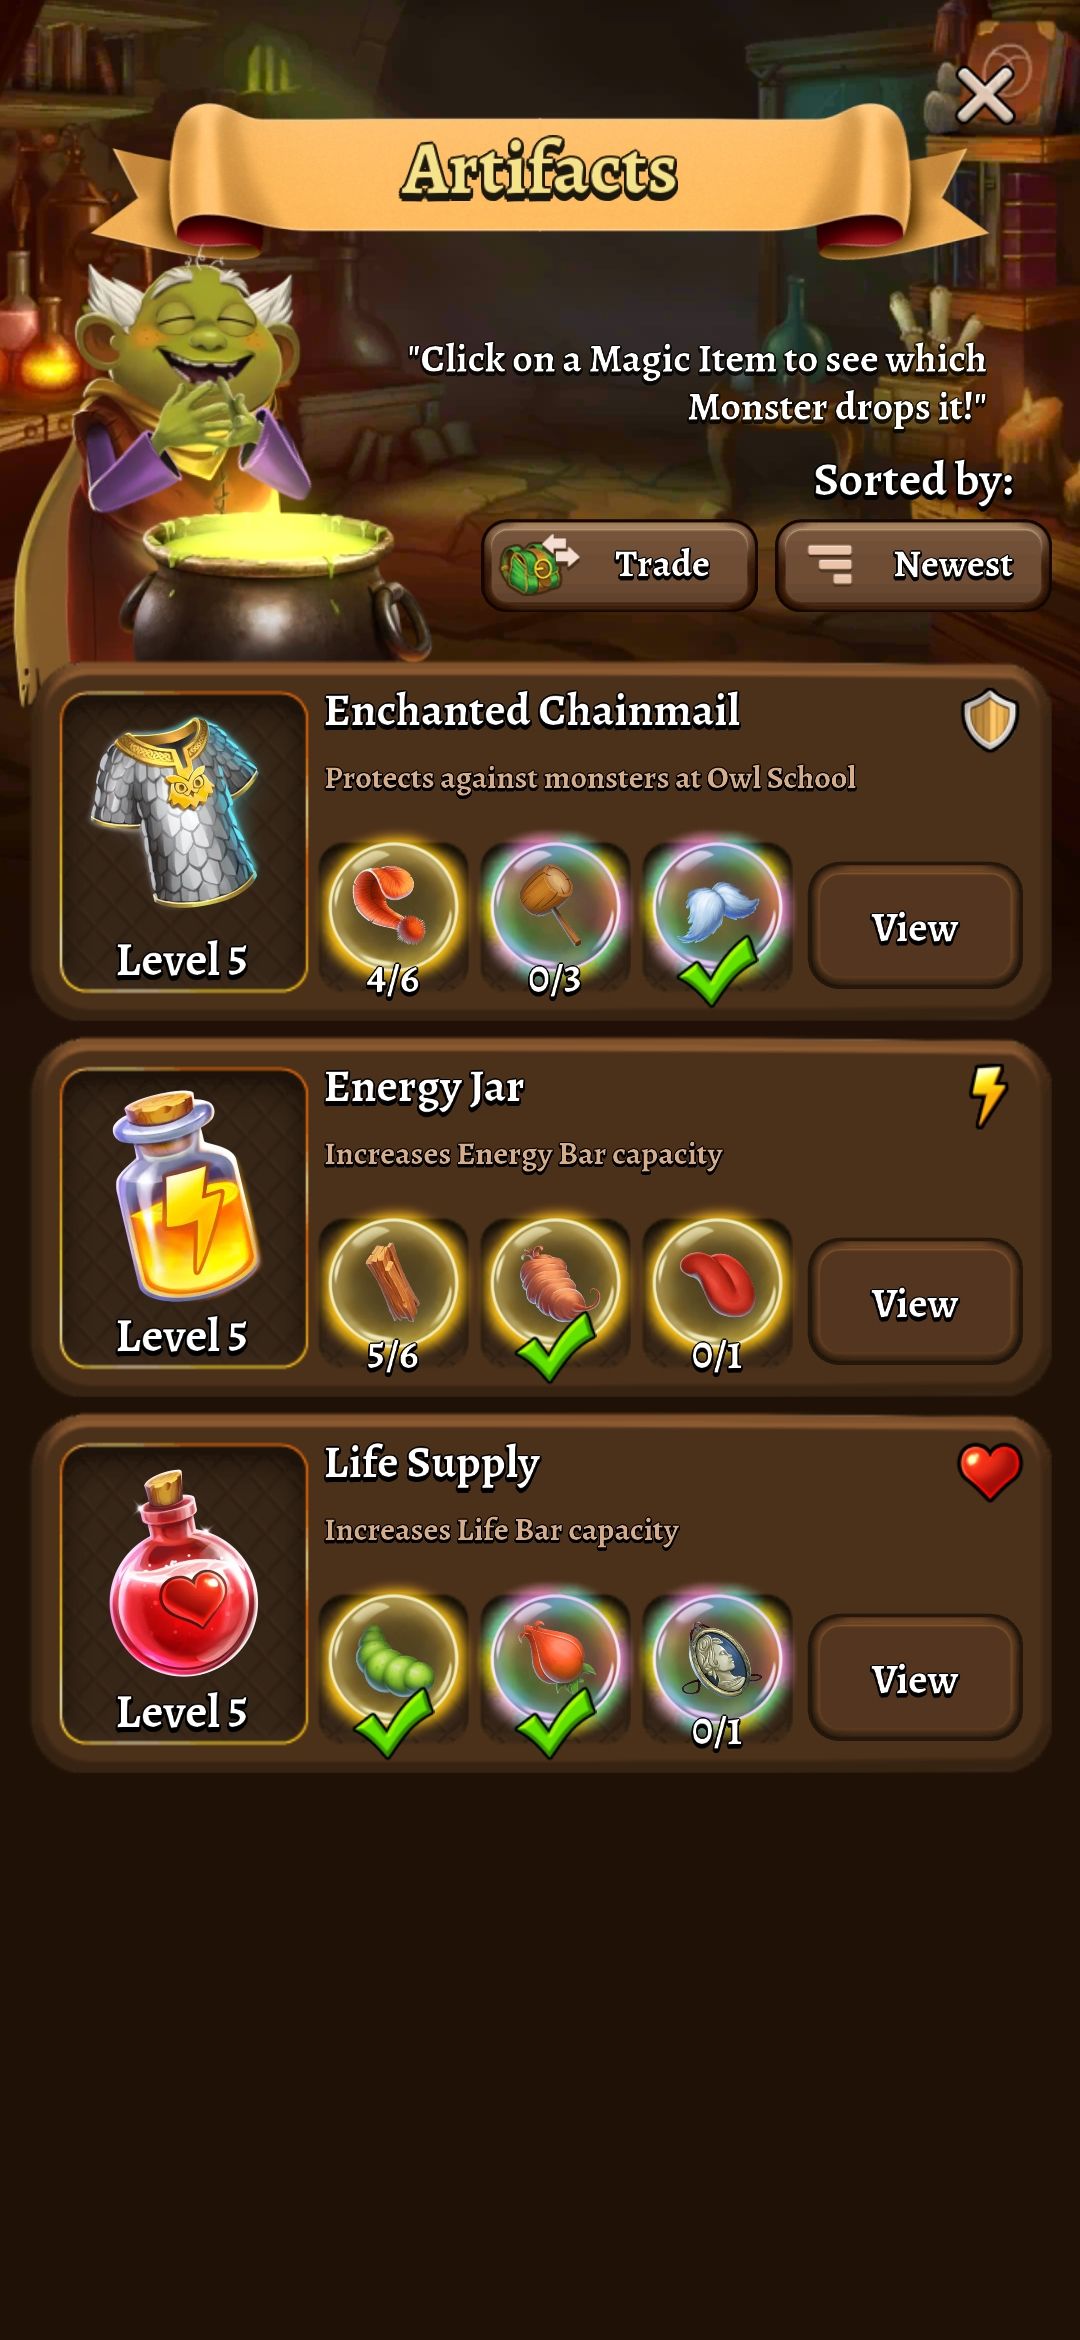 Artifacts
"Click on a Magic Item to see which
Monster drops it!"
Sorted by:
Trade
Newest
Enchanted Chainmail
Protects against monsters at Owl School
Level 5
4/6
0/3
View
Energy Jar
Increases Energy Bar capacity
Level 5
5/6
0/1
View
Life Supply
Increases Life Bar capacity
Level 5
0/1
View